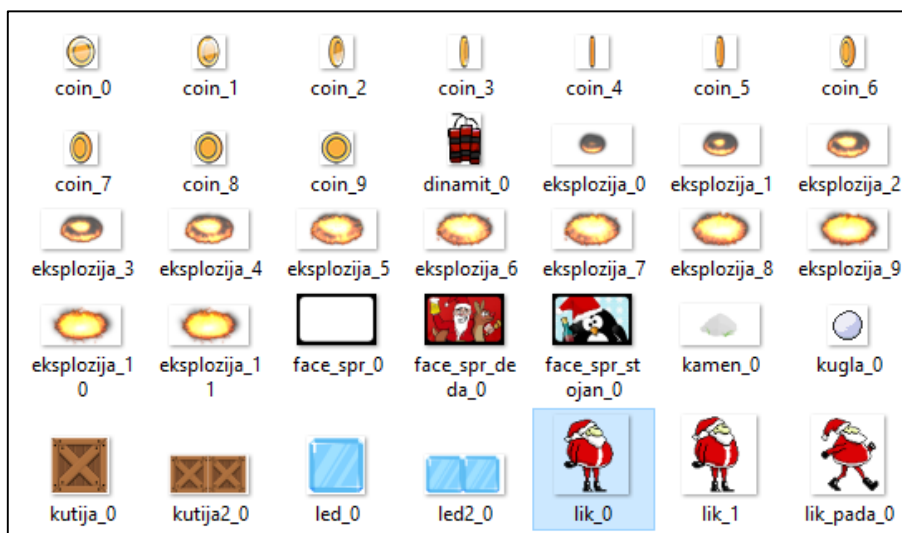 coin_0 coin_1 coin_2 coin_3 coin_4 coin_5 coin_6
coin_7 coin_8 coin_9 dinamit_0 eksplozija_0 eksplozija_1 eksplozija_2
eksplozija_3 eksplozija_4 eksplozija_5 eksplozija_6 eksplozija_7 eksplozija_8 eksplozija_9
eksplozija_1 eksplozija_1 face_spr_0 face_spr_de face_spr_st kamen_0 kugla_0
0 1 da_0 ojan_0
kutija_0 kutija2_0 led_0 led2_0 lik_0 lik_1 lik_pada_0